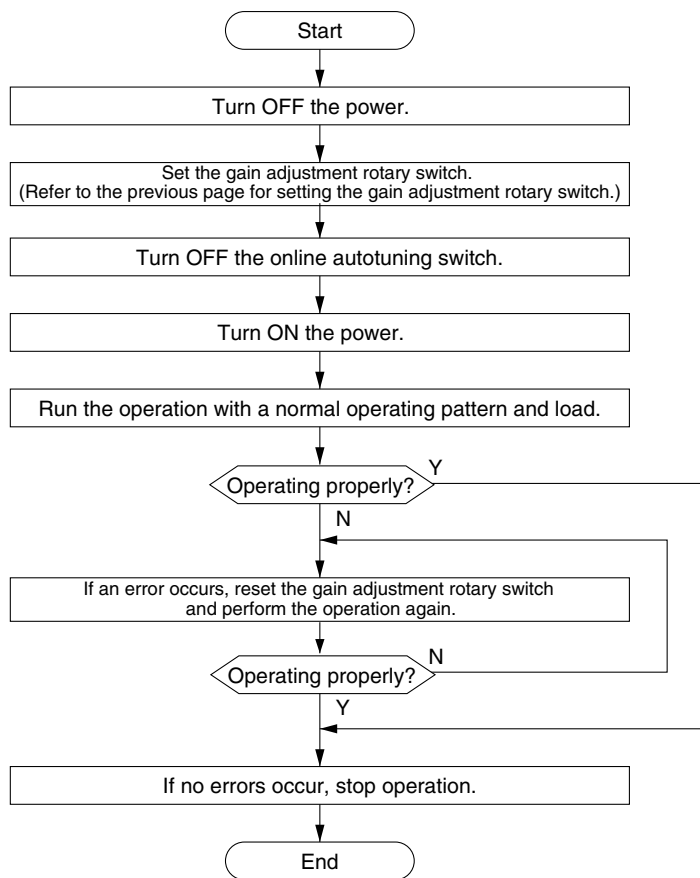 Start
Turn OFF the power.
Set the gain adjustment rotary switch.
(Refer to the previous page for setting the gain adjustment rotary switch.)
Turn OFF the online autotuning switch.
Turn ON the power.
Run the operation with a normal operating pattern and load.
Operating properly?
Y
N
If an error occurs, reset the gain adjustment rotary switch
and perform the operation again.
Operating properly?
N
Y
If no errors occur, stop operation.
End